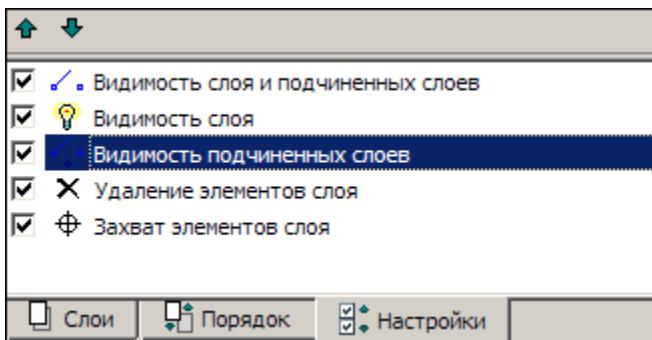 Видимость слоя и подчиненных слоев
Видимость слоя
Видимость подчиненных слоев
Удаление элементов слоя
Захват элементов слоя
Слои Порядок Настройки